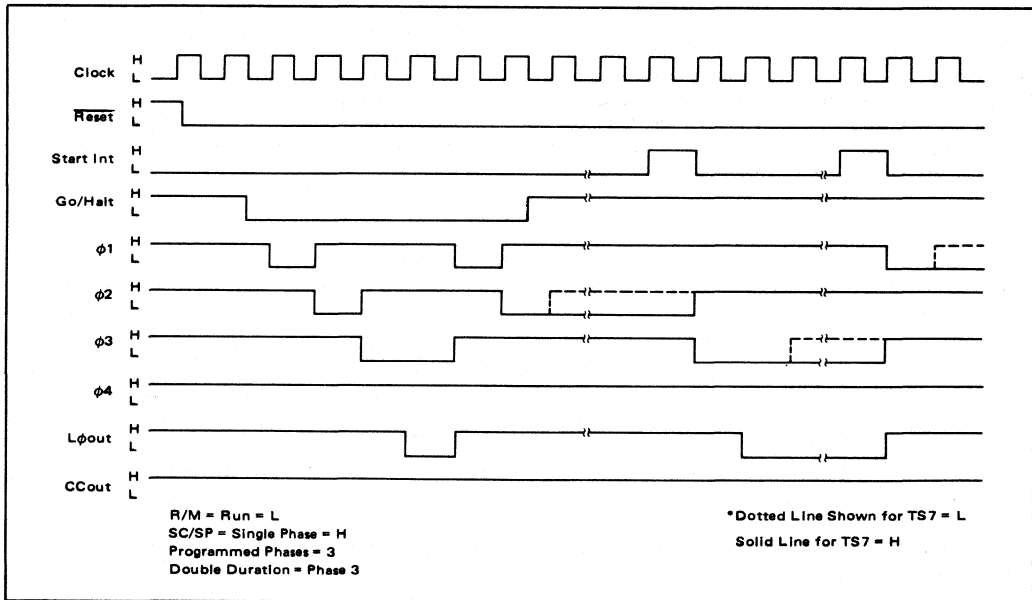 Clock H
L
Reset H
L
Start Int H
L
Go/Halt H
L
ϕ1 H
L
ϕ2 H
L
ϕ3 H
L
ϕ4 H
L
Lϕout H
L
CCout H
L
R/M = Run = L
SC/SP = Single Phase = H
Programmed Phases = 3
Double Duration = Phase 3
*Dotted Line Shown for TS7 = L
Solid Line for TS7 = H